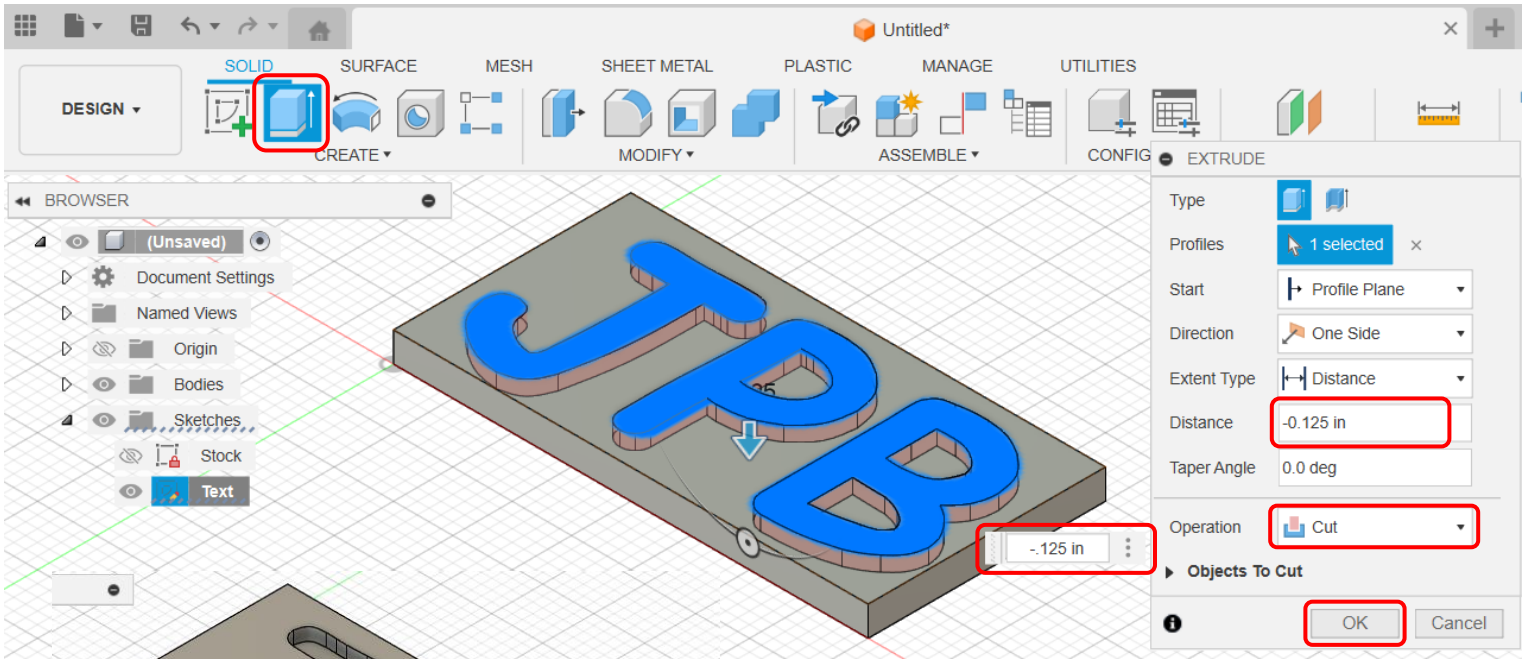 Untitled*
SOLID SURFACE MESH SHEET METAL PLASTIC MANAGE UTILITIES
DESIGN
CREATE MODIFY ASSEMBLE CONFIG
EXTRUDE
BROWSER
(Unsaved)
Document Settings
Named Views
Origin
Bodies
Sketches
Stock
Text
JPB
-.125 in
Type
Profiles 1 selected
Start Profile Plane
Direction One Side
Extent Type Distance
Distance -0.125 in
Taper Angle 0.0 deg
Operation Cut
Objects To Cut
OK Cancel